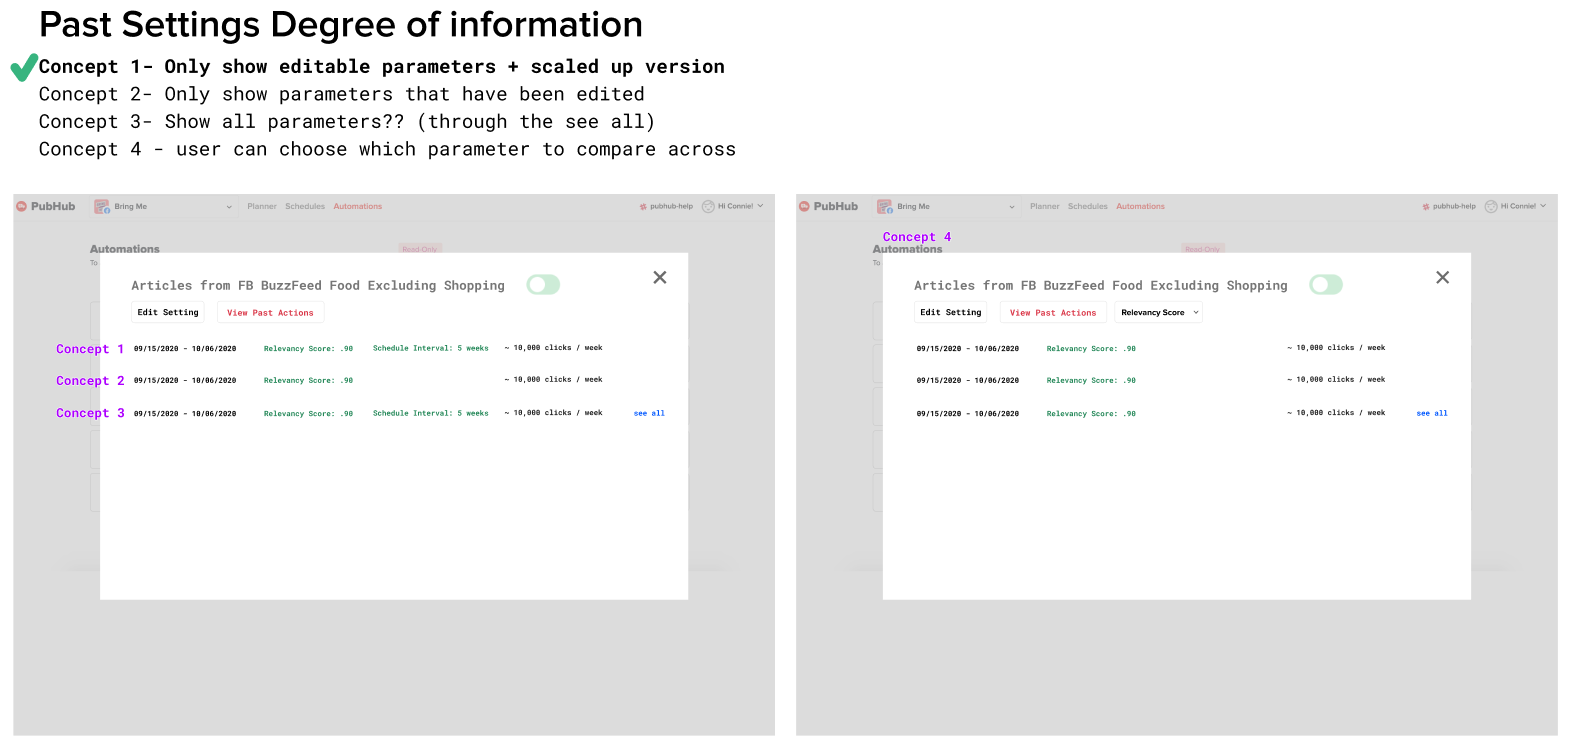 Past Settings Degree of information
Concept 1- Only show editable parameters + scaled up version
Concept 2- Only show parameters that have been edited
Concept 3- Show all parameters?? (through the see all)
Concept 4 - user can choose which parameter to compare across
PubHub Bring Me Planner Schedules Automations pubhub-help Hi Connie!
Automations Read-Only
To
Articles from FB BuzzFeed Food Excluding Shopping
Edit Setting View Past Actions
Concept 1 09/15/2020 - 10/06/2020 Relevancy Score: .90 Schedule Interval: 5 weeks ~ 10,000 clicks / week
Concept 2 09/15/2020 - 10/06/2020 Relevancy Score: .90 ~ 10,000 clicks / week
Concept 3 09/15/2020 - 10/06/2020 Relevancy Score: .90 Schedule Interval: 5 weeks ~ 10,000 clicks / week see all
PubHub Bring Me Planner Schedules Automations pubhub-help Hi Connie!
Concept 4
Automations Read-Only
To
Articles from FB BuzzFeed Food Excluding Shopping
Edit Setting View Past Actions Relevancy Score
09/15/2020 - 10/06/2020 Relevancy Score: .90 ~ 10,000 clicks / week
09/15/2020 - 10/06/2020 Relevancy Score: .90 ~ 10,000 clicks / week
09/15/2020 - 10/06/2020 Relevancy Score: .90 ~ 10,000 clicks / week see all